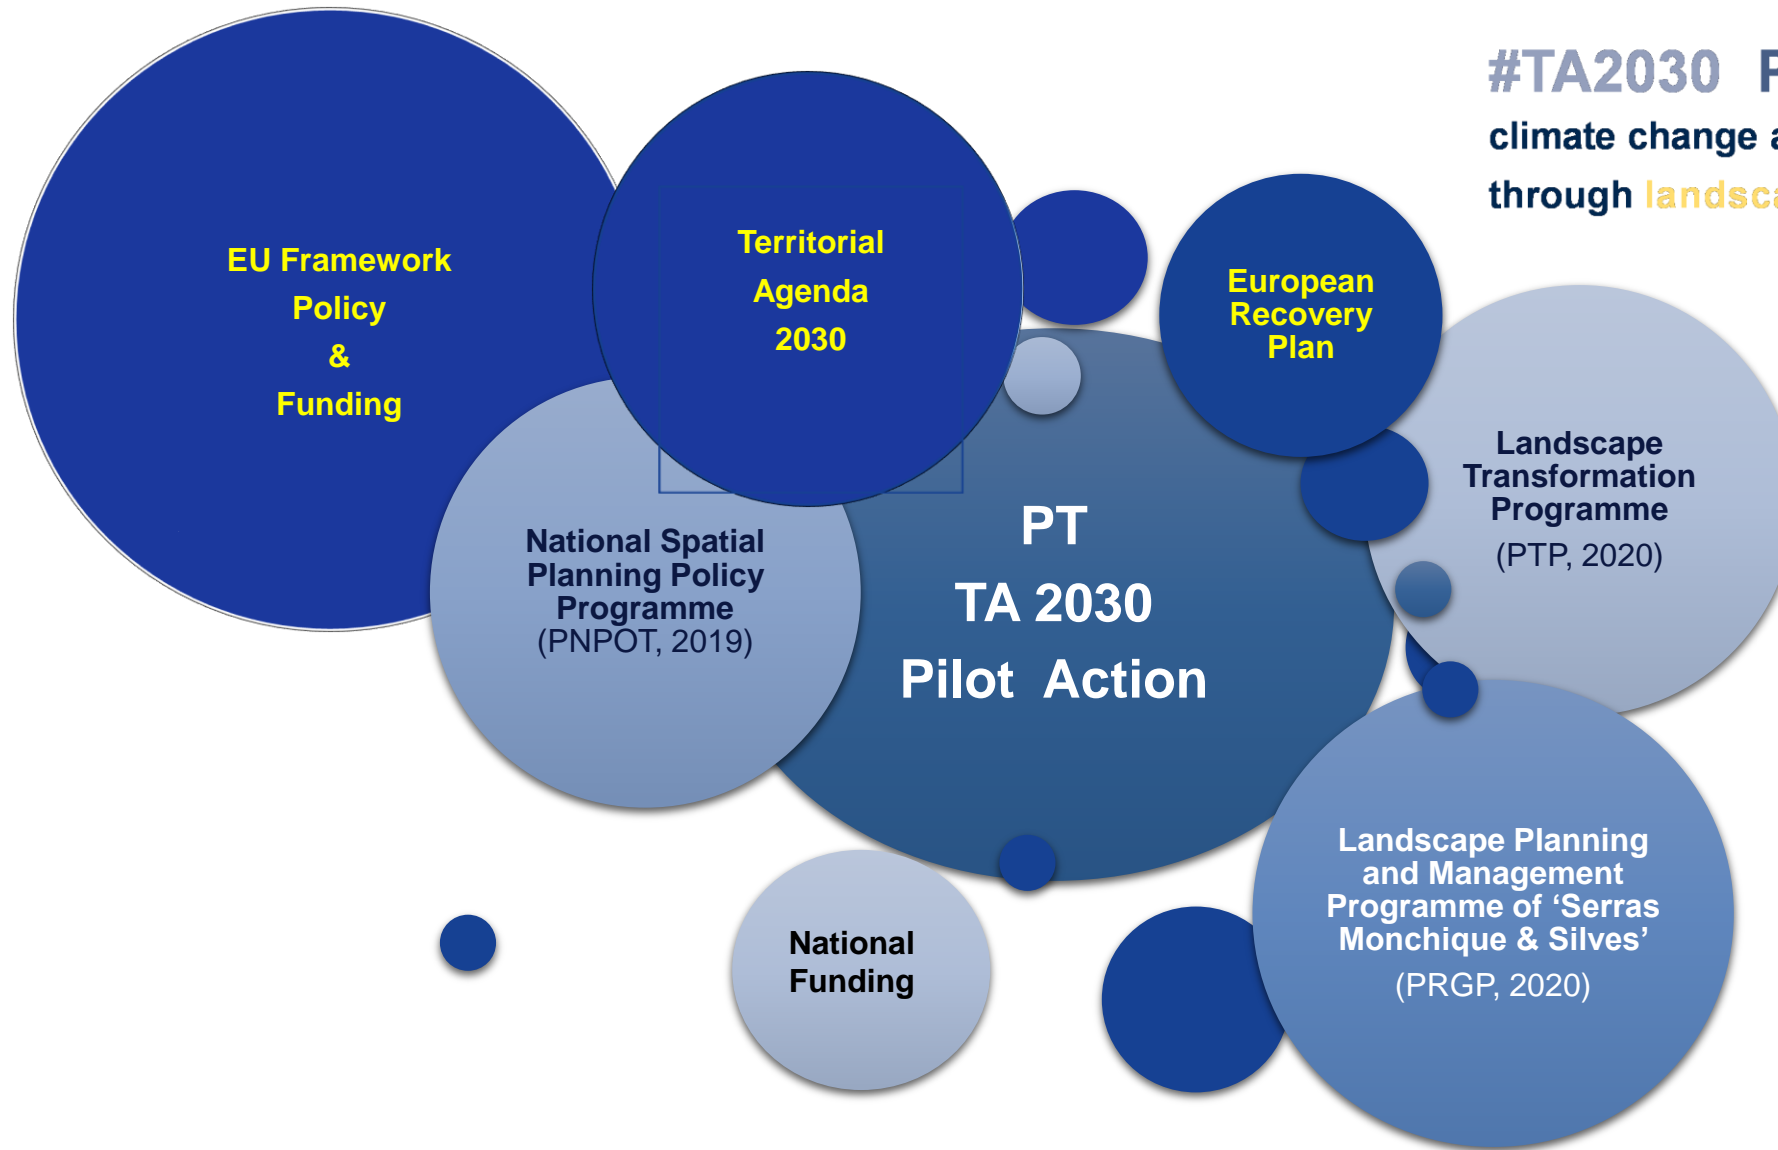 #TA2030 P
climate change a
through landsca
EU Framework
Policy
&
Funding
Territorial
Agenda
2030
European
Recovery
Plan
Landscape
Transformation
Programme
(PTP, 2020)
National Spatial
Planning Policy
Programme
(PNPOT, 2019)
PT
TA 2030
Pilot Action
Landscape Planning
and Management
Programme of ‘Serras
Monchique & Silves’
(PRGP, 2020)
National
Funding